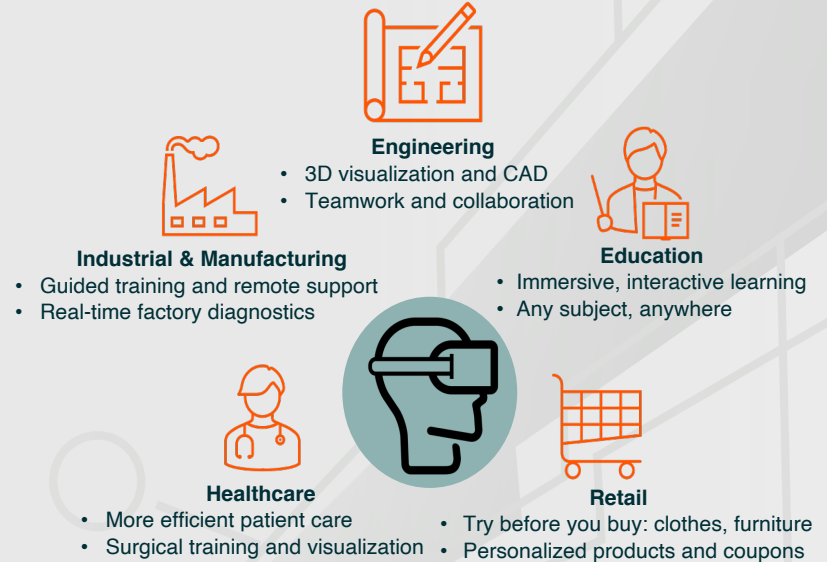 Engineering
• 3D visualization and CAD
• Teamwork and collaboration
Industrial & Manufacturing
• Guided training and remote support
• Real-time factory diagnostics
Education
• Immersive, interactive learning
• Any subject, anywhere
Healthcare
• More efficient patient care
• Surgical training and visualization
Retail
• Try before you buy: clothes, furniture
• Personalized products and coupons